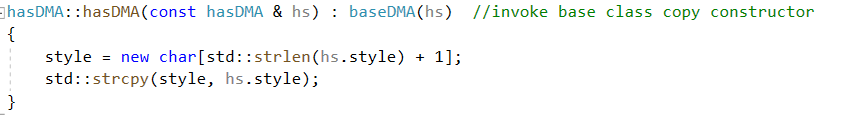 hasDMA::hasDMA(const hasDMA & hs) : baseDMA(hs)  //invoke base class copy constructor
{
    style = new char[std::strlen(hs.style) + 1];
    std::strcpy(style, hs.style);
}